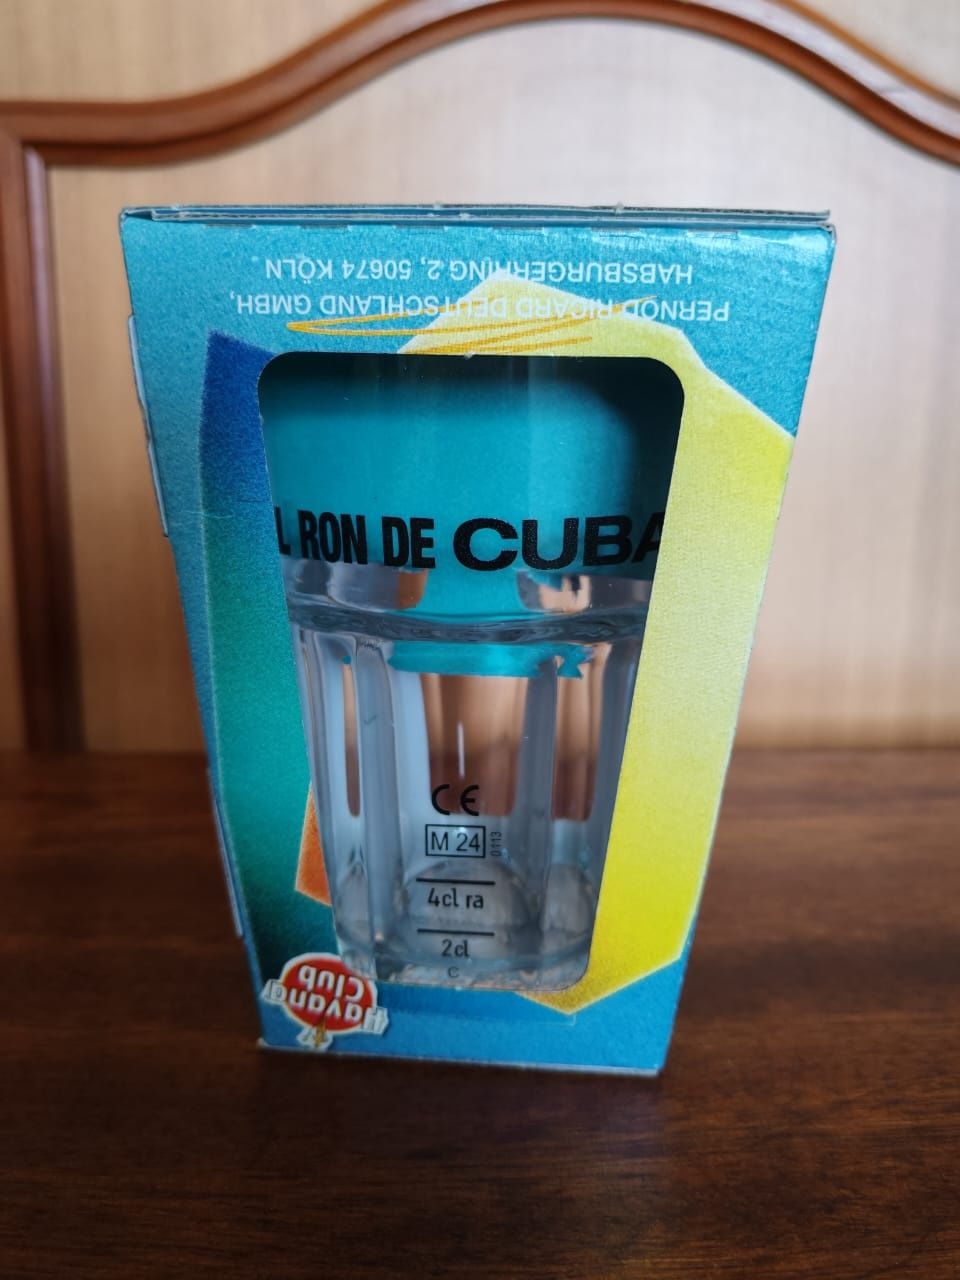 PERNOD RICARD DEUTSCHLAND GMBH,
HABSBURGERRING 2, 50674 KÖLN
L RON DE CUBA
CE
M 24
0113
4cl ra
2cl
C
Havana
Club